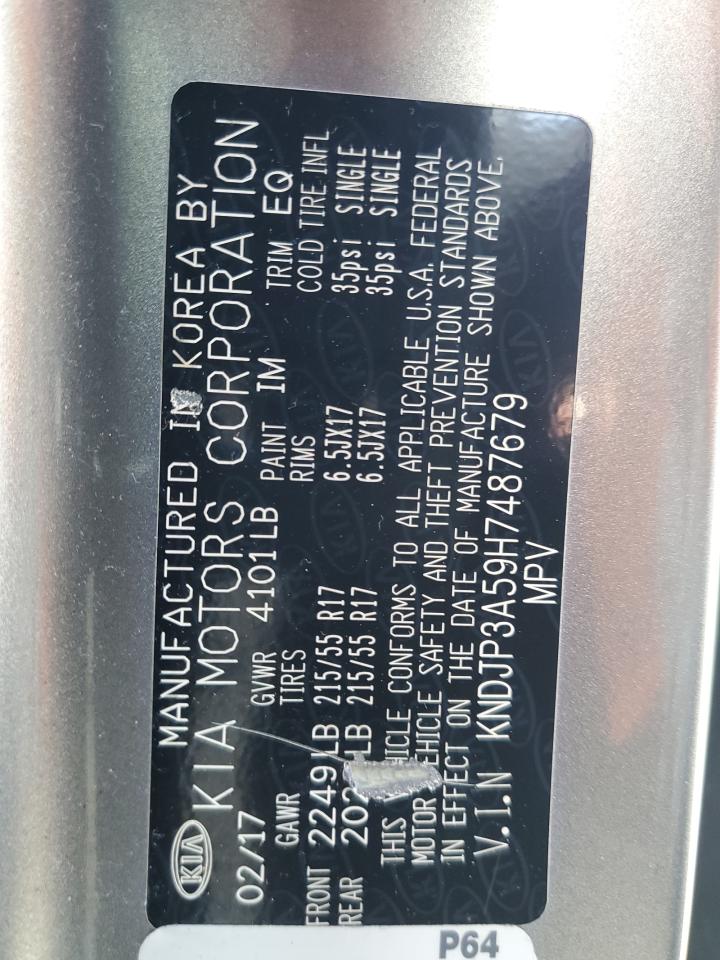 MANUFACTURED IN KOREA BY
KIA KIA MOTORS CORPORATION
02/17 GVWR 4101LB PAINT IM TRIM EQ
GAWR TIRES RIMS COLD TIRE INFL
FRONT 2249LB 215/55 R17 6.5JX17 35psi SINGLE
REAR LB 215/55 R17 6.5JX17 35psi SINGLE
THIS CONFORMS TO ALL APPLICABLE U.S.A. FEDERAL
MOTOR VEHICLE SAFETY AND THEFT PREVENTION STANDARDS
IN EFFECT ON THE DATE OF MANUFACTURE SHOWN ABOVE.
V.I.N KNDJP3A59H7487679
MPV
P64